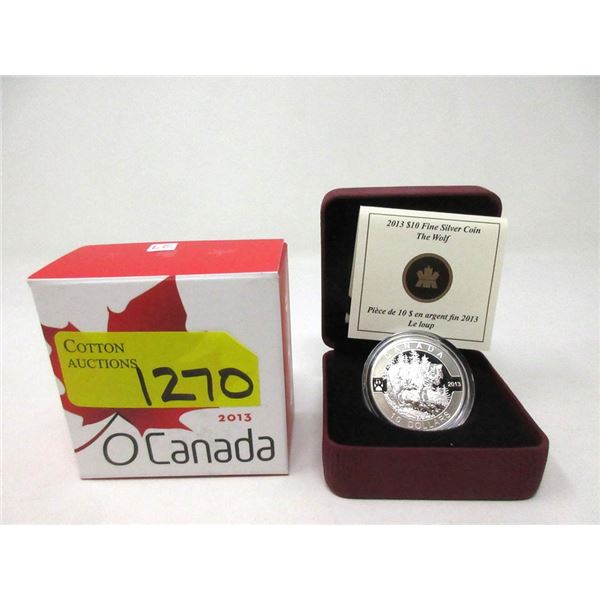 COTTON
AUCTIONS
1270
2013
O Canada
2013 $10 Fine Silver Coin
The Wolf
Pièce de 10 $ en argent fin 2013
Le loup
CANADA
2013
10 DOLLARS